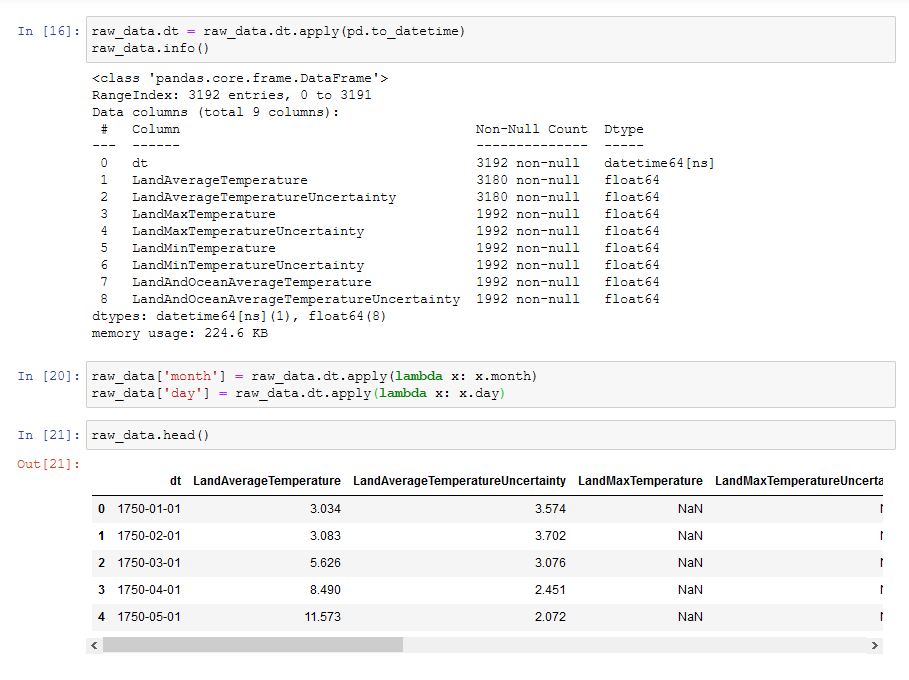 In [16]: raw_data.dt = raw_data.dt.apply(pd.to_datetime)
raw_data.info()
<class 'pandas.core.frame.DataFrame'>
RangeIndex: 3192 entries, 0 to 3191
Data columns (total 9 columns):
 #   Column                                     Non-Null Count  Dtype
---  ------                                     --------------  -----
 0   dt                                         3192 non-null   datetime64[ns]
 1   LandAverageTemperature                     3180 non-null   float64
 2   LandAverageTemperatureUncertainty          3180 non-null   float64
 3   LandMaxTemperature                         1992 non-null   float64
 4   LandMaxTemperatureUncertainty              1992 non-null   float64
 5   LandMinTemperature                         1992 non-null   float64
 6   LandMinTemperatureUncertainty              1992 non-null   float64
 7   LandAndOceanAverageTemperature             1992 non-null   float64
 8   LandAndOceanAverageTemperatureUncertainty  1992 non-null   float64
dtypes: datetime64[ns](1), float64(8)
memory usage: 224.6 KB
In [20]: raw_data['month'] = raw_data.dt.apply(lambda x: x.month)
raw_data['day'] = raw_data.dt.apply(lambda x: x.day)
In [21]: raw_data.head()
Out[21]:
dt LandAverageTemperature LandAverageTemperatureUncertainty LandMaxTemperature LandMaxTemperatureUncerta
0 1750-01-01 3.034 3.574 NaN
1 1750-02-01 3.083 3.702 NaN
2 1750-03-01 5.626 3.076 NaN
3 1750-04-01 8.490 2.451 NaN
4 1750-05-01 11.573 2.072 NaN